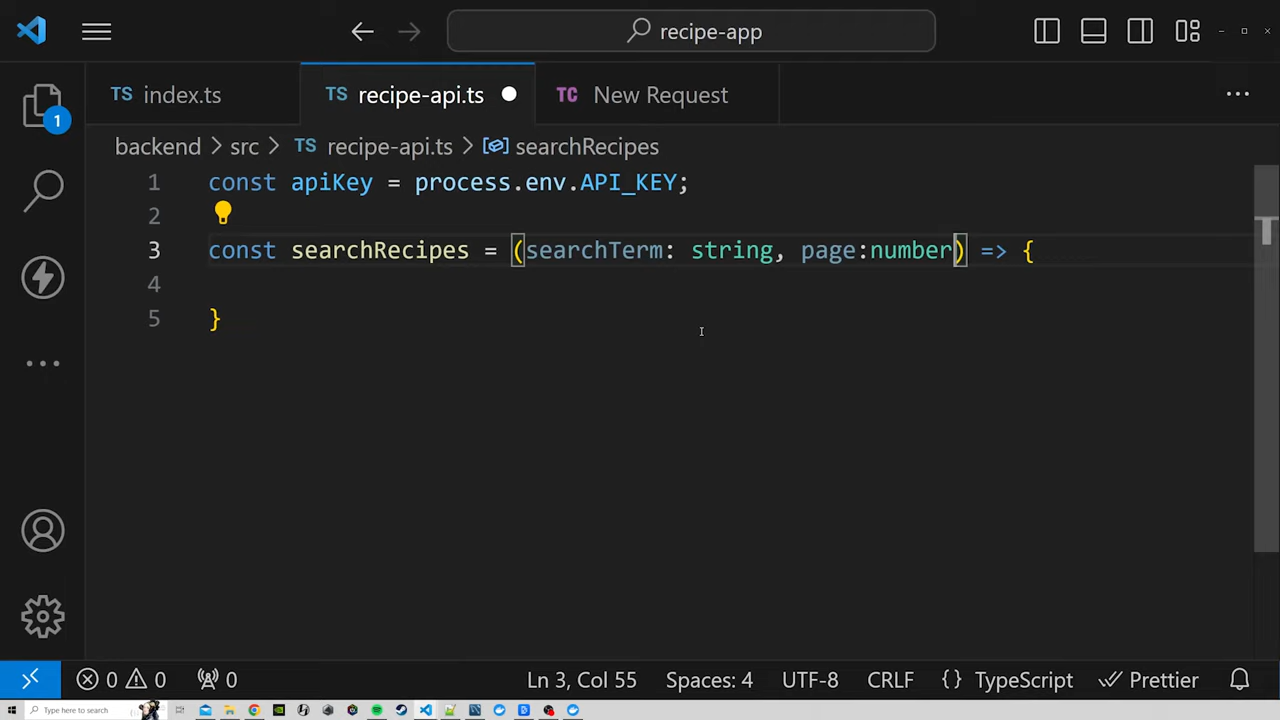 recipe-app
TS index.ts
TS recipe-api.ts
TC New Request
backend > src > TS recipe-api.ts > searchRecipes
1 const apiKey = process.env.API_KEY;
2
3 const searchRecipes = (searchTerm: string, page:number) => {
4
5 }
1
0 0 0
Ln 3, Col 55
Spaces: 4
UTF-8
CRLF
{} TypeScript
Prettier
Type here to search